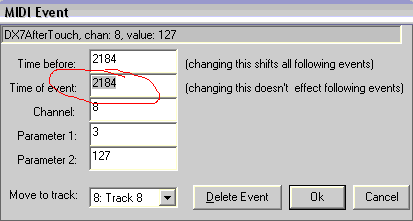 MIDI Event
DX7AfterTouch, chan: 8, value: 127
Time before: 2184 (changing this shifts all following events)
Time of event: 2184 (changing this doesn't effect following events)
Channel: 8
Parameter 1: 3
Parameter 2: 127
Move to track: 8: Track 8 Delete Event Ok Cancel